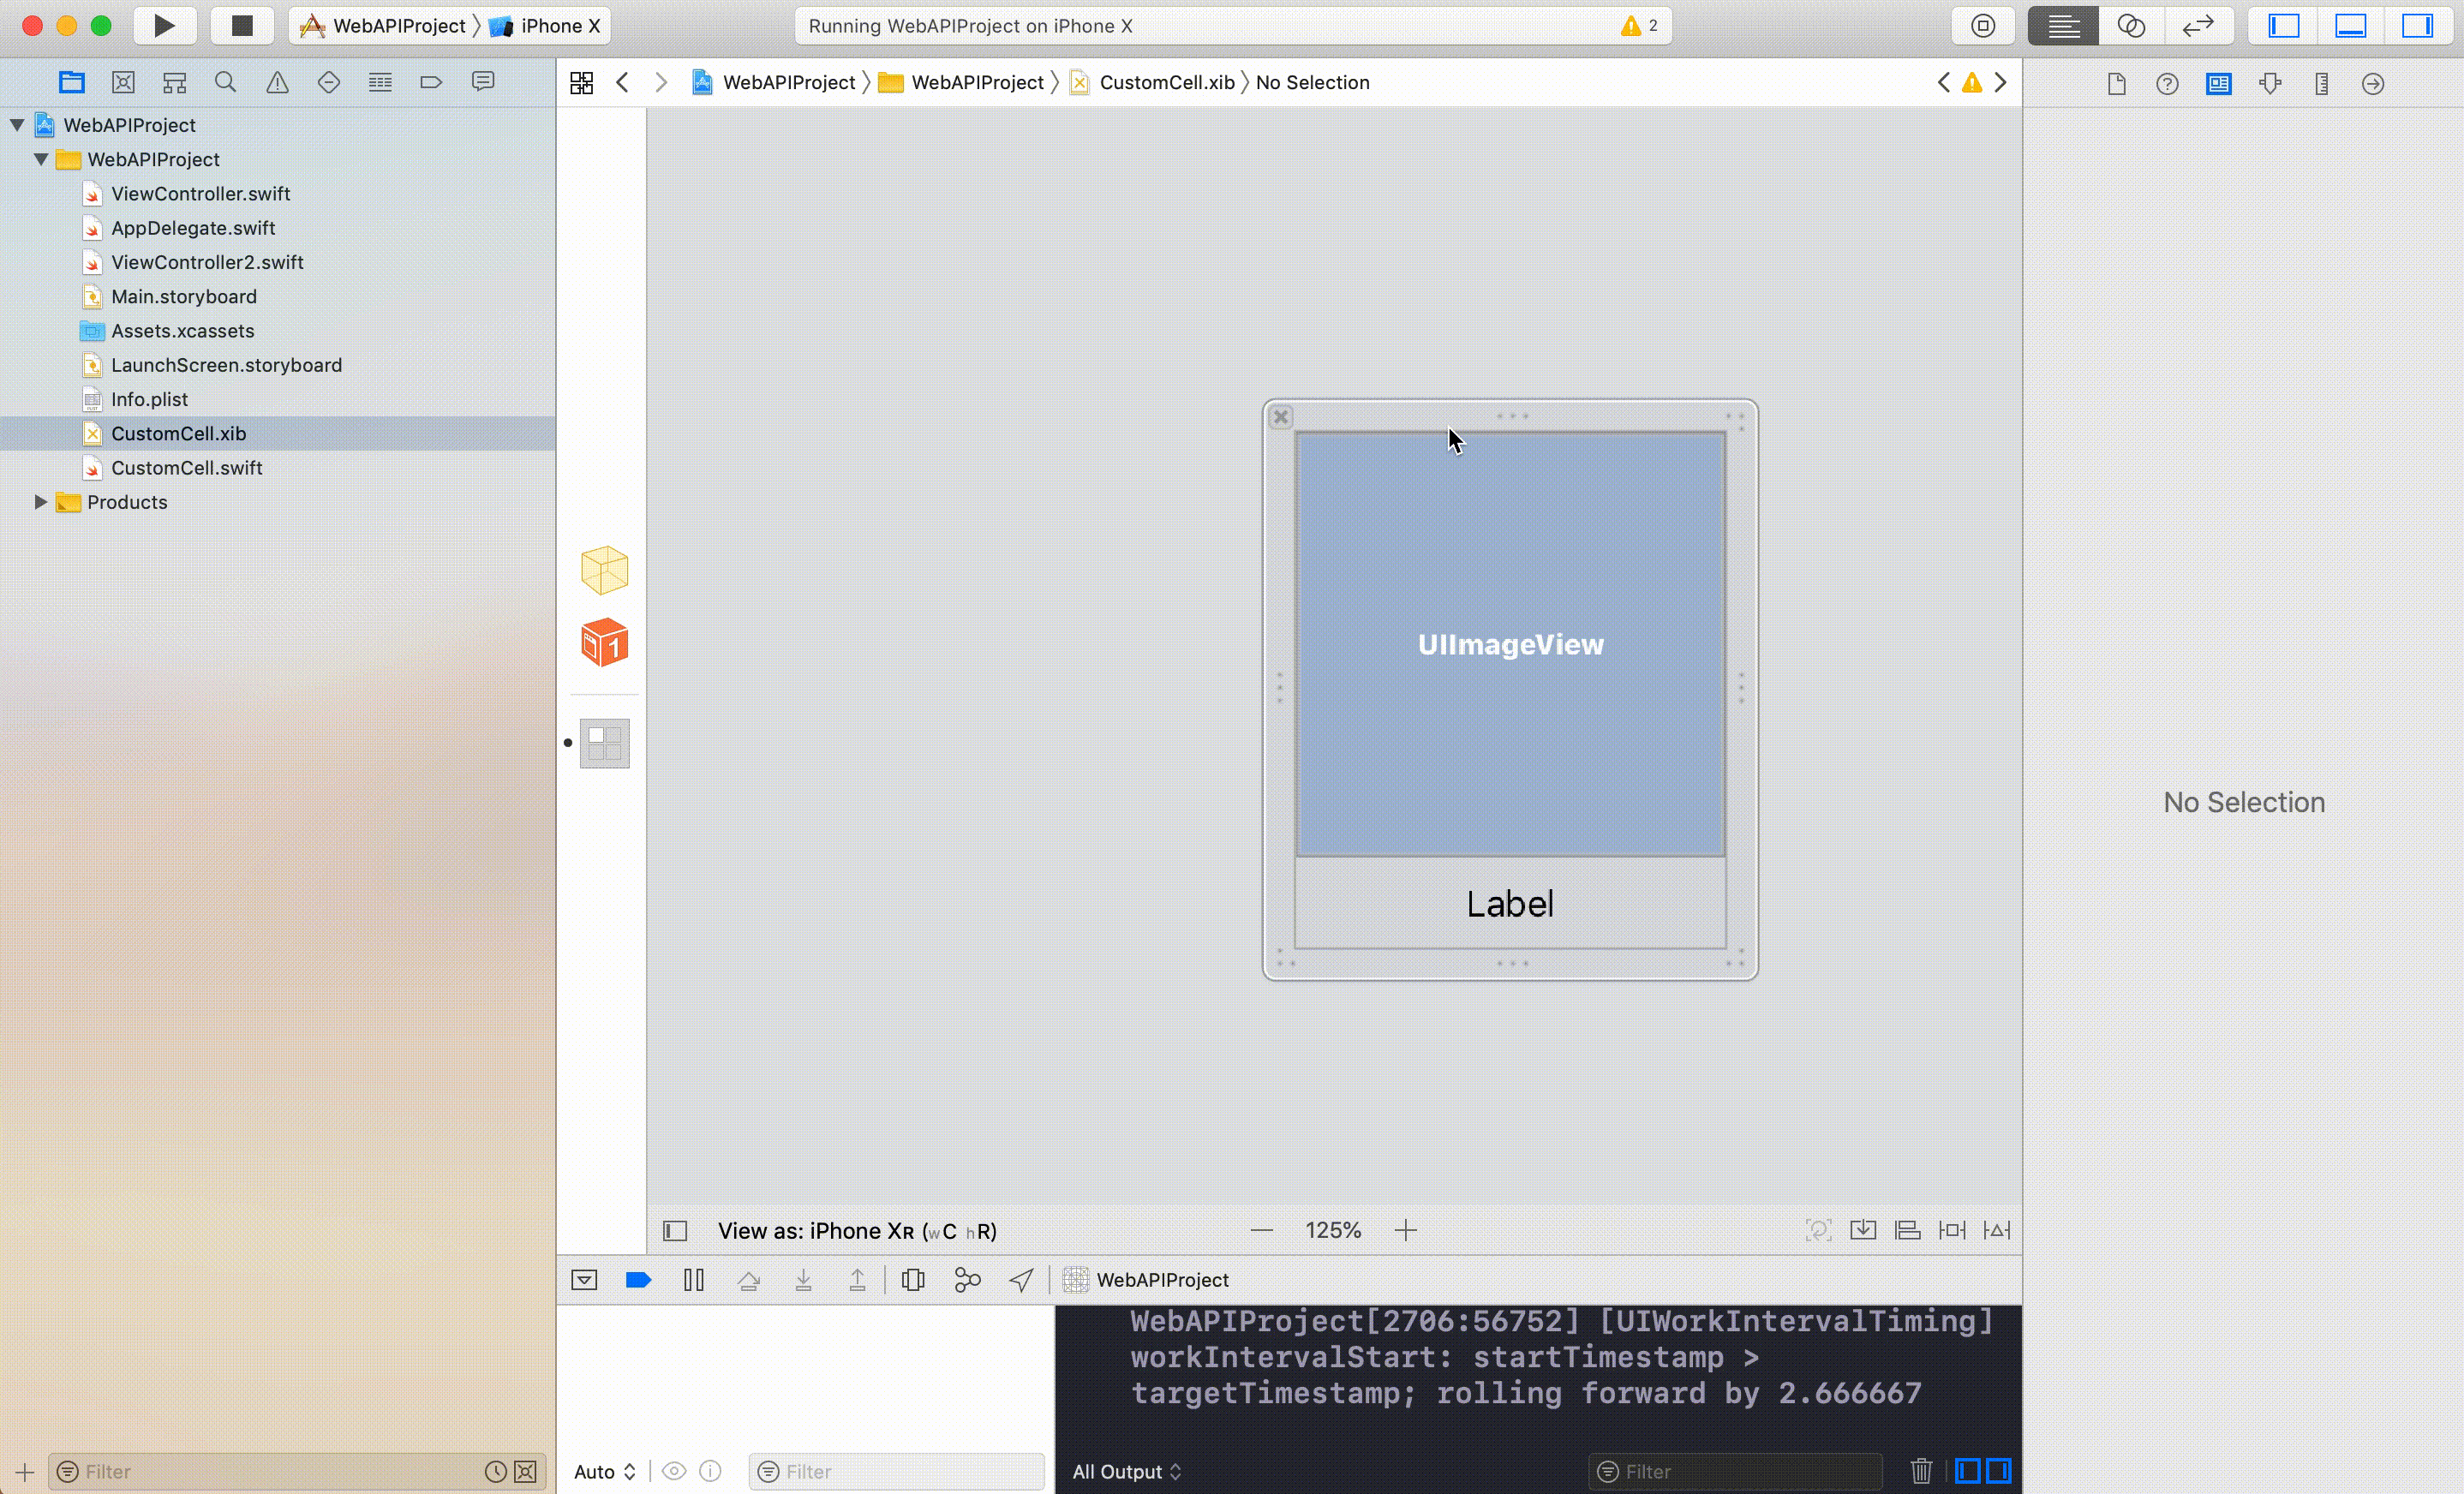 WebAPIProject iPhone X
Running WebAPIProject on iPhone X
2
WebAPIProject WebAPIProject CustomCell.xib No Selection
WebAPIProject
WebAPIProject
ViewController.swift
AppDelegate.swift
ViewController2.swift
Main.storyboard
Assets.xcassets
LaunchScreen.storyboard
Info.plist
CustomCell.xib
CustomCell.swift
Products
1
UIImageView
Label
No Selection
View as: iPhone XR (wC hR)
125%
WebAPIProject
WebAPIProject[2706:56752] [UIWorkIntervalTiming]
workIntervalStart: startTimestamp >
targetTimestamp; rolling forward by 2.666667
Filter
Auto
Filter
All Output
Filter